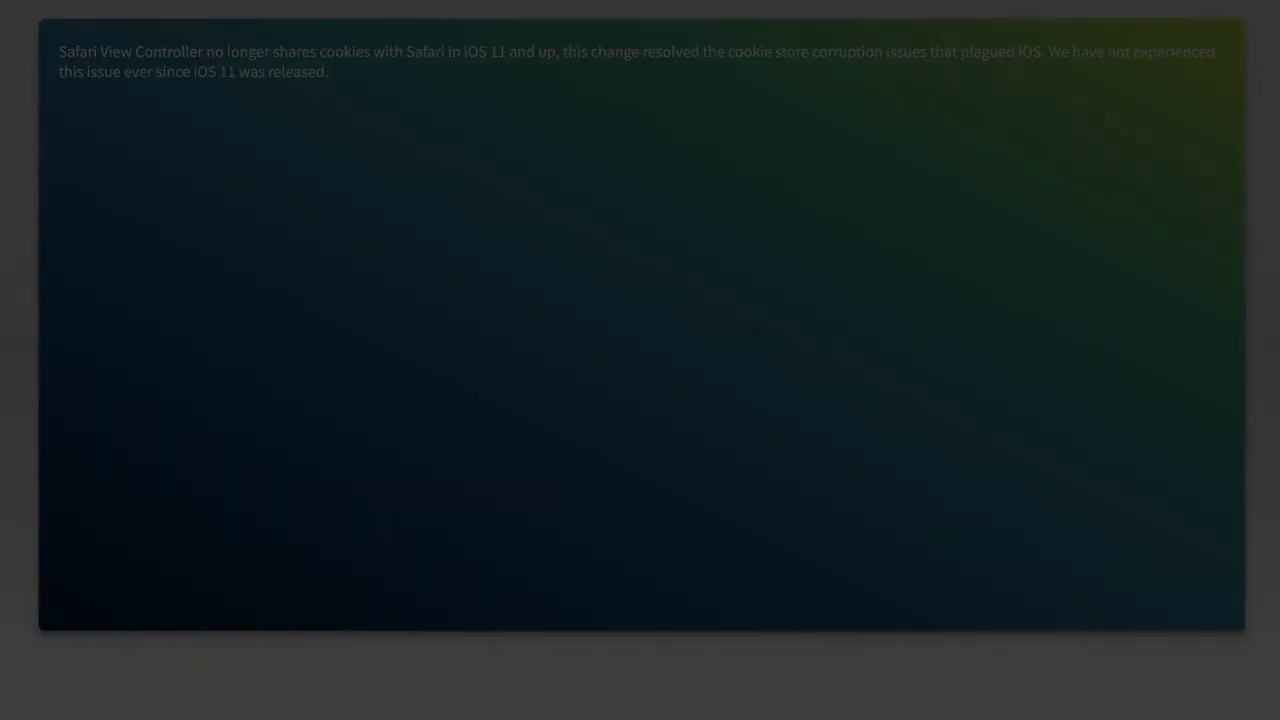 Safari View Controller no longer shares cookies with Safari in iOS 11 and up, this change resolved the cookie store corruption issues that plagued iOS. We have not experienced
this issue ever since iOS 11 was released.